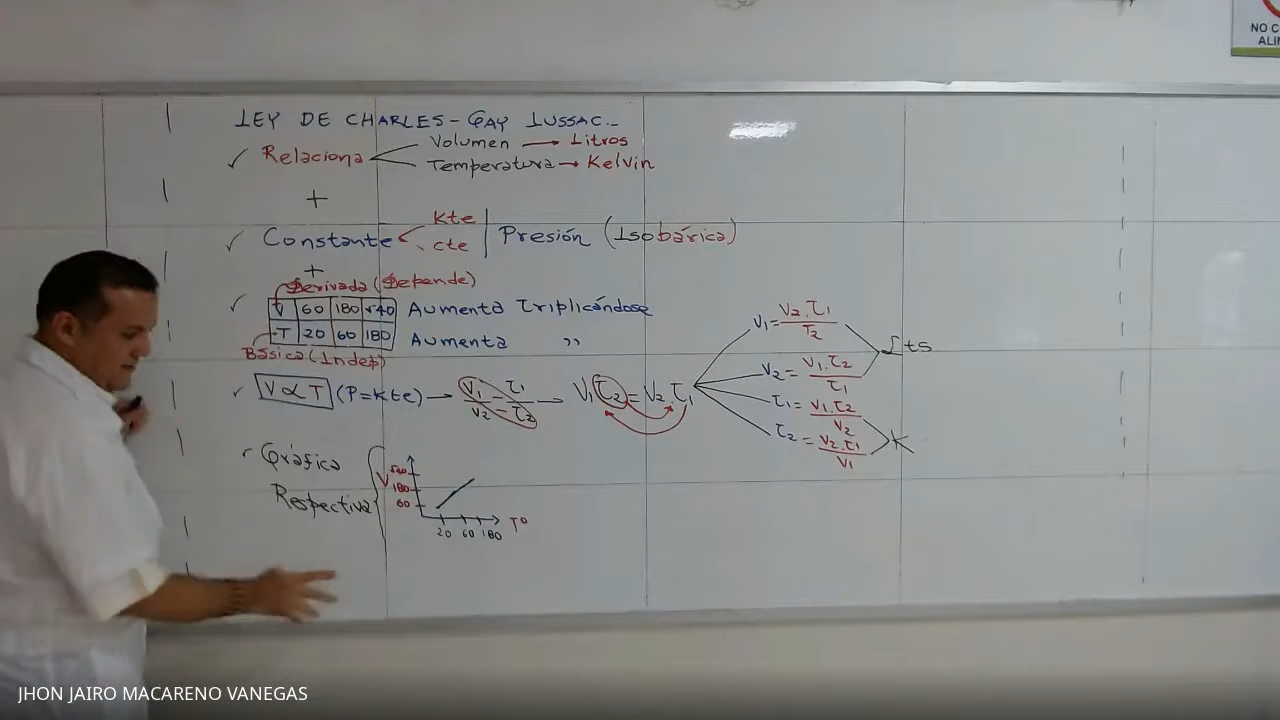 LEY DE CHARLES - GAY LUSSAC.-
✓ Relaciona
Volumen → Litros
Temperatura → Kelvin
+
✓ Constante
Kte
cte
Presión (Isobárica)
+
Derivada (Depende)
✓ V 60 180 540 Aumenta Triplicándose
T 20 60 180 Aumenta ,,
Básica (Indep)
✓ V ∝ T (P=Kte) → V1/V2 = T1/T2 → V1.T2 = V2.T1
V1 = V2.T1/T2
V2 = V1.T2/T1
Lts
T1 = V1.T2/V2
T2 = V2.T1/V1
K
Gráfica
Respectiva
V
540
180
60
20 60 180
T°
NO C
ALIM
JHON JAIRO MACARENO VANEGAS